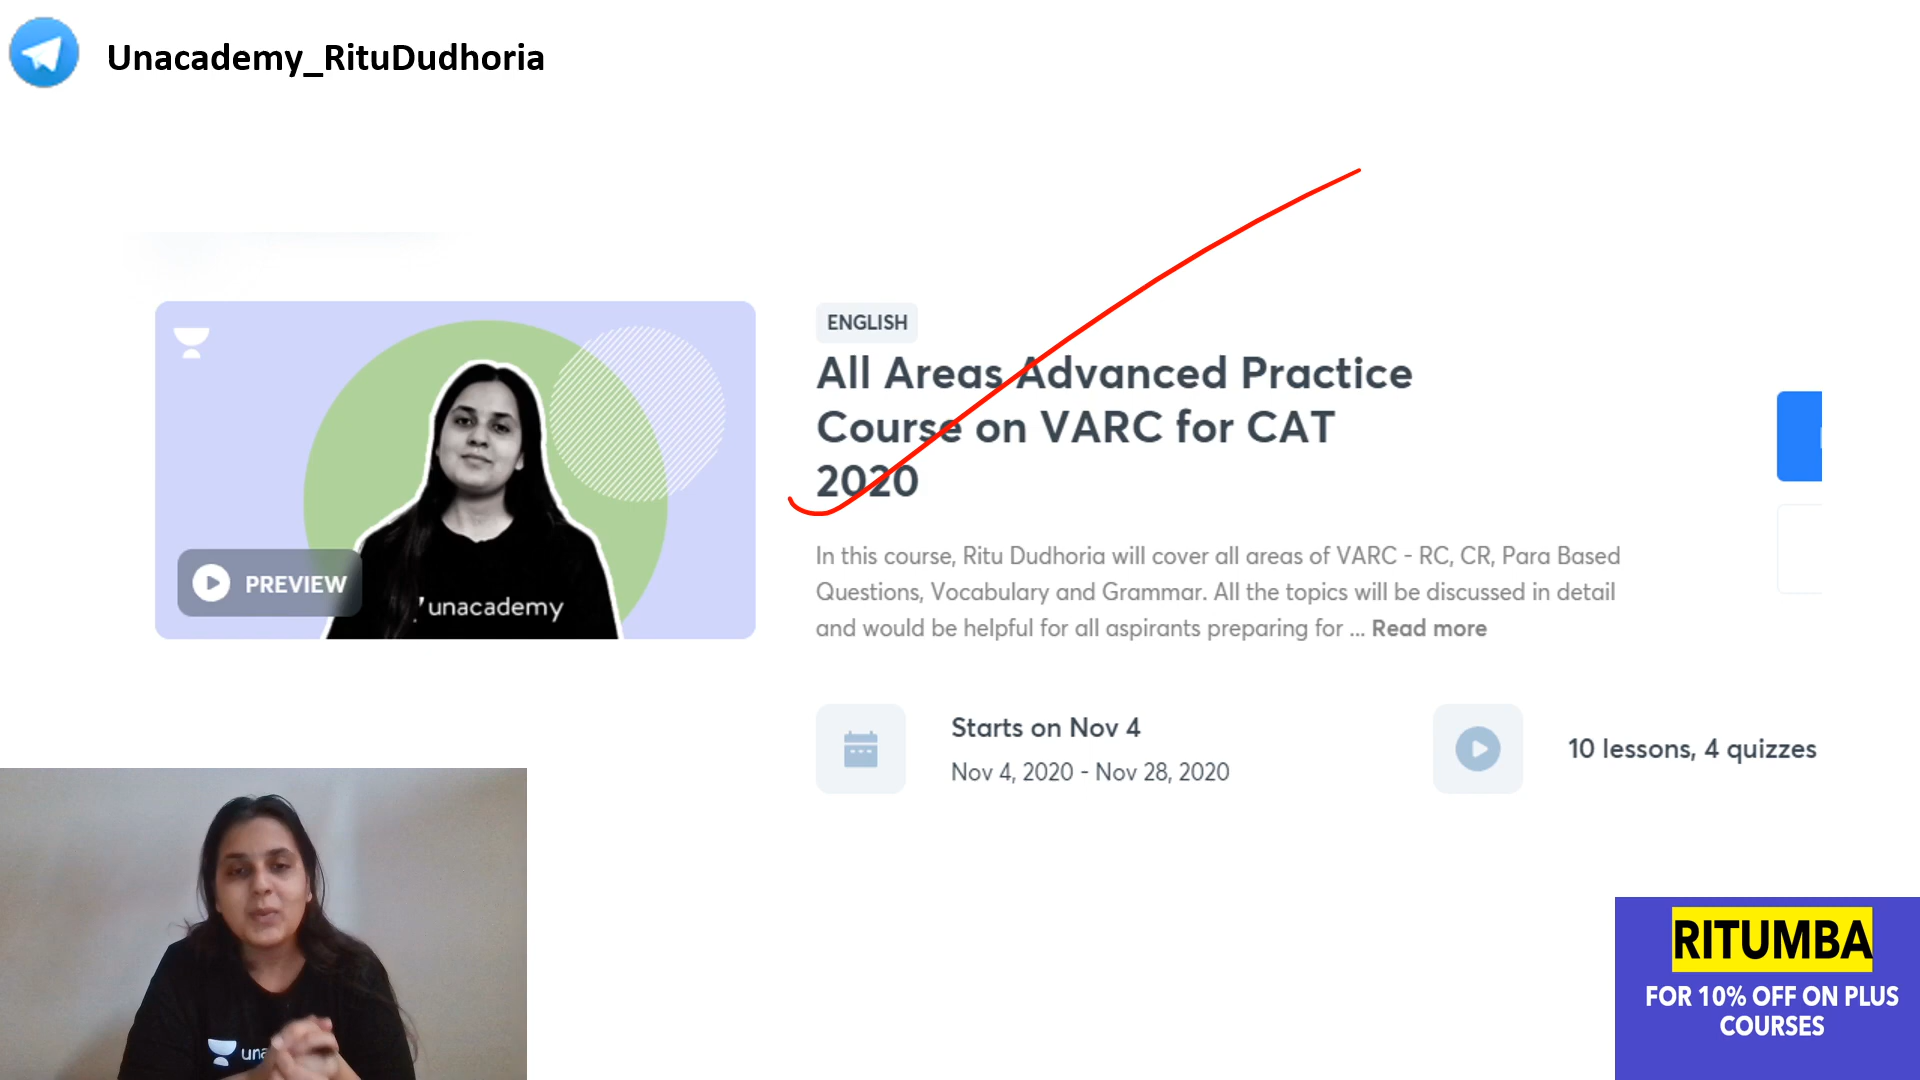 Unacademy_RituDudhoria
ENGLISH
All Areas Advanced Practice
Course on VARC for CAT
2020
PREVIEW
unacademy
In this course, Ritu Dudhoria will cover all areas of VARC - RC, CR, Para Based
Questions, Vocabulary and Grammar. All the topics will be discussed in detail
and would be helpful for all aspirants preparing for ... Read more
Starts on Nov 4
Nov 4, 2020 - Nov 28, 2020
10 lessons, 4 quizzes
RITUMBA
FOR 10% OFF ON PLUS
COURSES